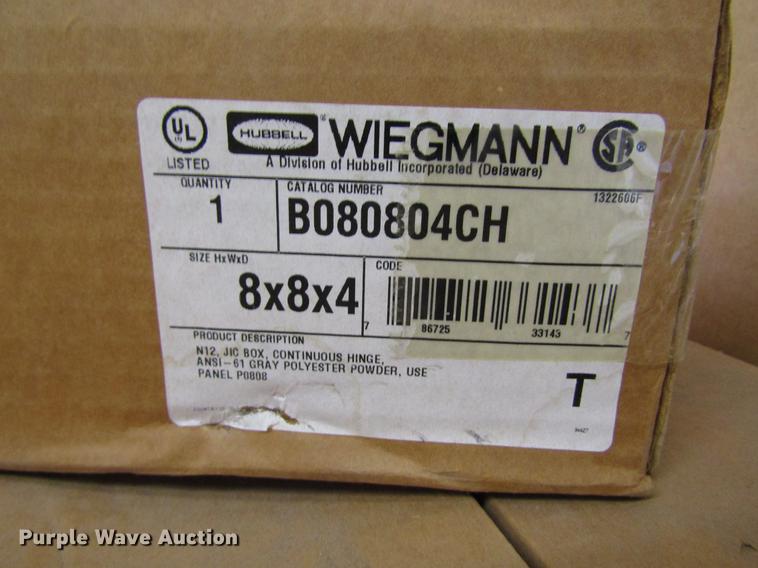 UL
LISTED
HUBBELL
WIEGMANN®
SA ®
A Division of Hubbell Incorporated (Delaware)
QUANTITY
1
CATALOG NUMBER
1322606F
B080804CH
SIZE HxWxD
8x8x4
CODE
7 86725 33143 7
PRODUCT DESCRIPTION
N12, JIC BOX, CONTINUOUS HINGE,
ANSI-61 GRAY POLYESTER POWDER, USE
PANEL P0808
T
Purple Wave Auction